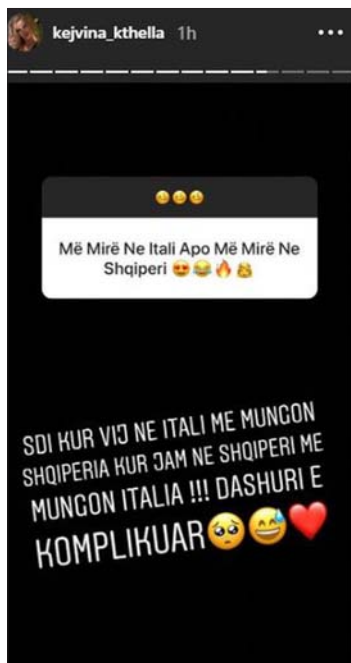 kejvina_kthella 1h
Më Mirë Ne Itali Apo Më Mirë Ne
Shqiperi 😍😂🔥🥞
SDI KUR VIJ NE ITALI ME MUNGON
SHQIPERIA KUR JAM NE SHQIPERI ME
MUNGON ITALIA !!! DASHURI E
KOMPLIKUAR🥺😅❤️